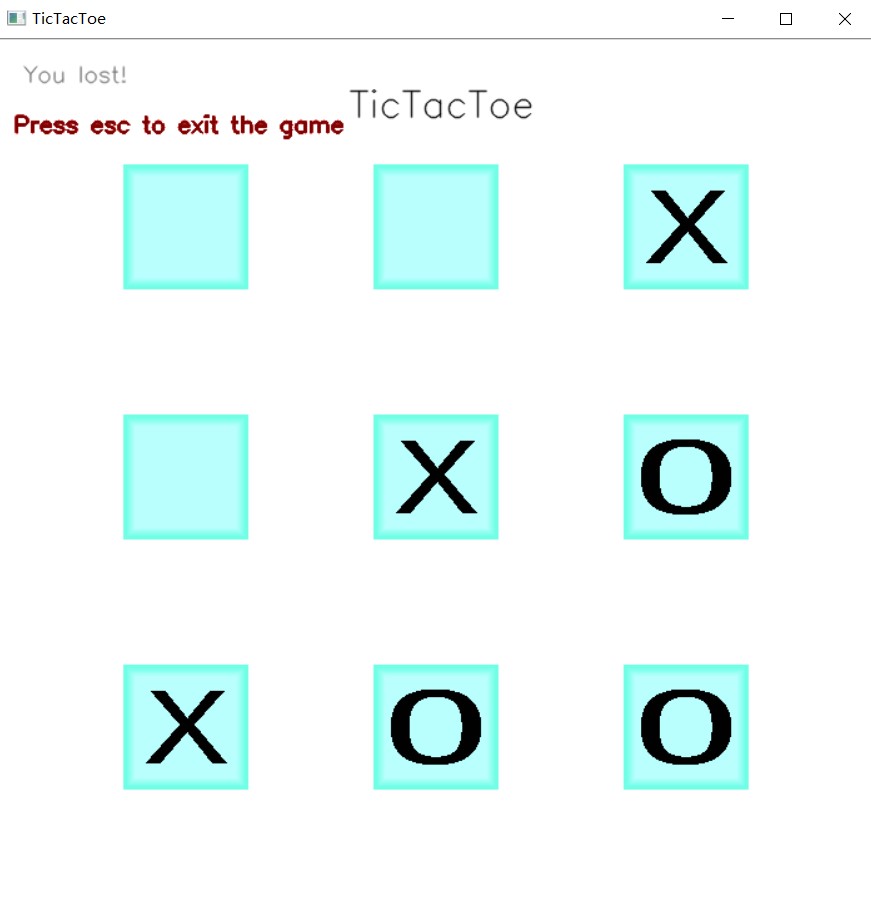 TicTacToe
You lost!
TicTacToe
Press esc to exit the game
X
X O
X O O